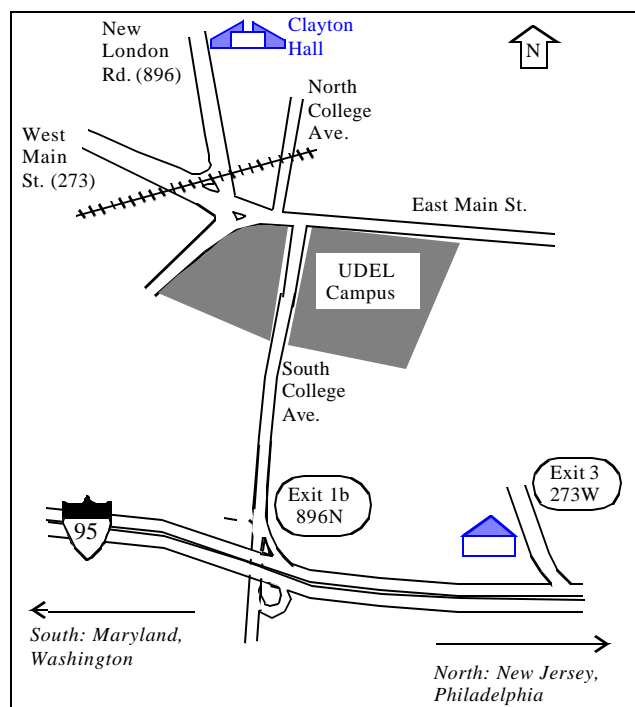 New
London
Rd. (896)
Clayton
Hall
N
North
College
Ave.
West
Main
St. (273)
East Main St.
UDEL
Campus
South
College
Ave.
Exit 1b
896N
Exit 3
273W
95
South: Maryland,
Washington
North: New Jersey,
Philadelphia